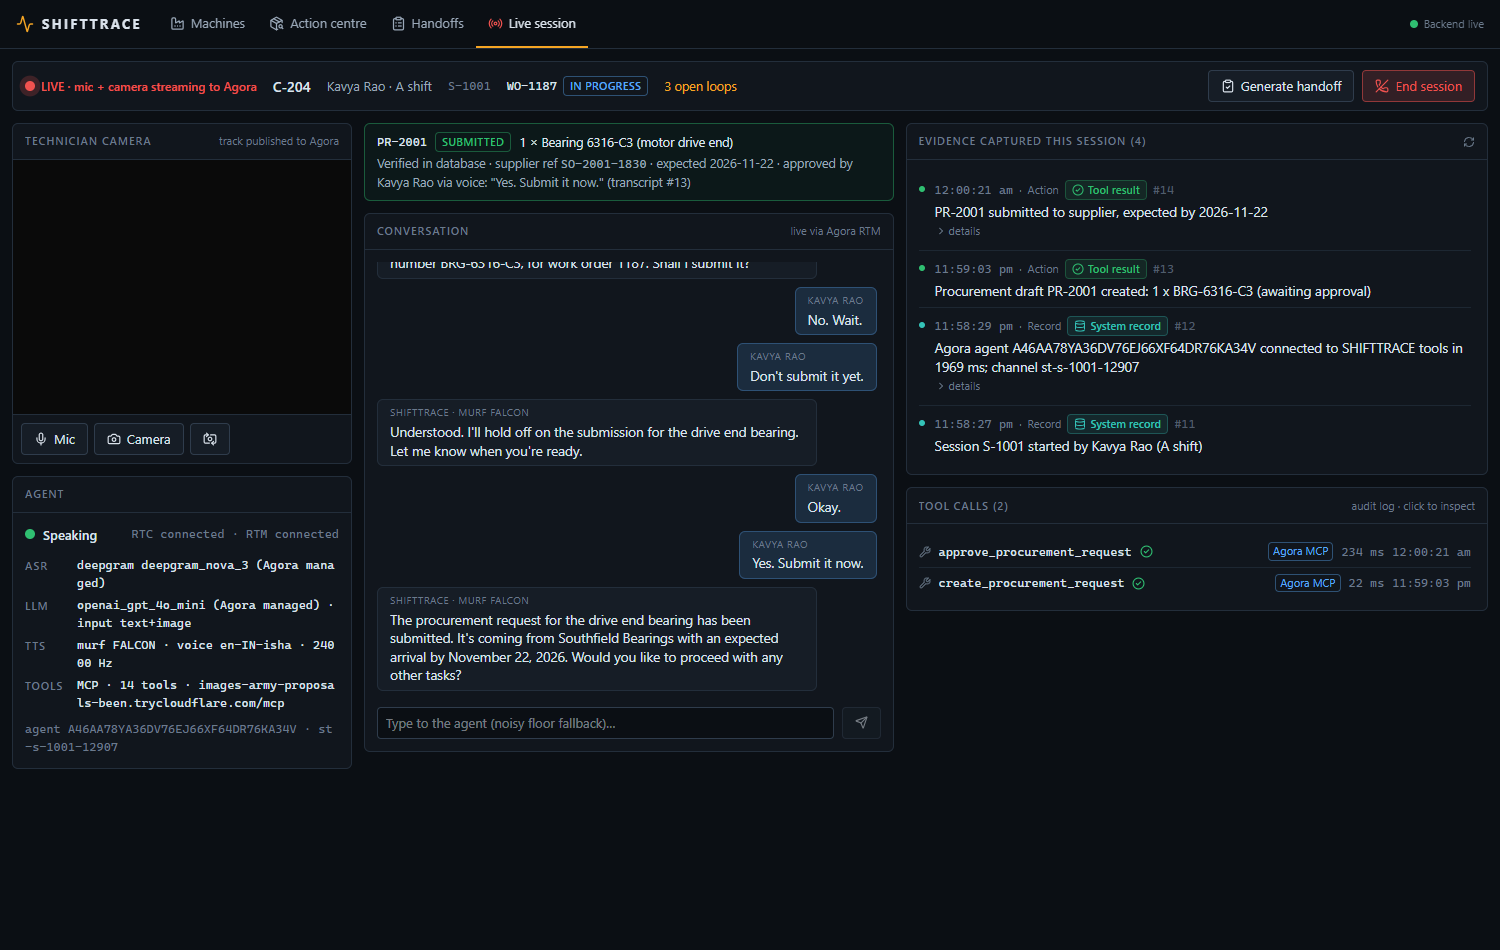 SHIFTTRACE
Machines
Action centre
Handoffs
Live session
Backend live
LIVE · mic + camera streaming to Agora
C-204
Kavya Rao · A shift
S-1001
WO-1187
IN PROGRESS
3 open loops
Generate handoff
End session
TECHNICIAN CAMERA
track published to Agora
Mic
Camera
AGENT
Speaking
RTC connected · RTM connected
ASR
deepgram deepgram_nova_3 (Agora mana
ged)
LLM
openai_gpt_4o_mini (Agora managed) ·
input text+image
TTS
murf FALCON · voice en-IN-isha · 240
00 Hz
TOOLS
MCP · 14 tools · images-army-proposa
ls-been.trycloudflare.com/mcp
agent A46AA78YA36DV76EJ66XF64DR76KA34V · st
-s-1001-12907
PR-2001
SUBMITTED
1 × Bearing 6316-C3 (motor drive end)
Verified in database · supplier ref SO-2001-1830 · expected 2026-11-22 · approved by
Kavya Rao via voice: "Yes. Submit it now." (transcript #13)
CONVERSATION
live via Agora RTM
number BRG-6316-C3, for work order 1187. Shall I submit it?
KAVYA RAO
No. Wait.
KAVYA RAO
Don't submit it yet.
SHIFTTRACE · MURF FALCON
Understood. I'll hold off on the submission for the drive end bearing.
Let me know when you're ready.
KAVYA RAO
Okay.
KAVYA RAO
Yes. Submit it now.
SHIFTTRACE · MURF FALCON
The procurement request for the drive end bearing has been
submitted. It's coming from Southfield Bearings with an expected
arrival by November 22, 2026. Would you like to proceed with any
other tasks?
Type to the agent (noisy floor fallback)...
EVIDENCE CAPTURED THIS SESSION (4)
12:00:21 am · Action
Tool result
#14
PR-2001 submitted to supplier, expected by 2026-11-22
> details
11:59:03 pm · Action
Tool result
#13
Procurement draft PR-2001 created: 1 x BRG-6316-C3 (awaiting approval)
11:58:29 pm · Record
System record
#12
Agora agent A46AA78YA36DV76EJ66XF64DR76KA34V connected to SHIFTTRACE tools in
1969 ms; channel st-s-1001-12907
> details
11:58:27 pm · Record
System record
#11
Session S-1001 started by Kavya Rao (A shift)
TOOL CALLS (2)
audit log · click to inspect
approve_procurement_request
Agora MCP
234 ms 12:00:21 am
create_procurement_request
Agora MCP
22 ms 11:59:03 pm